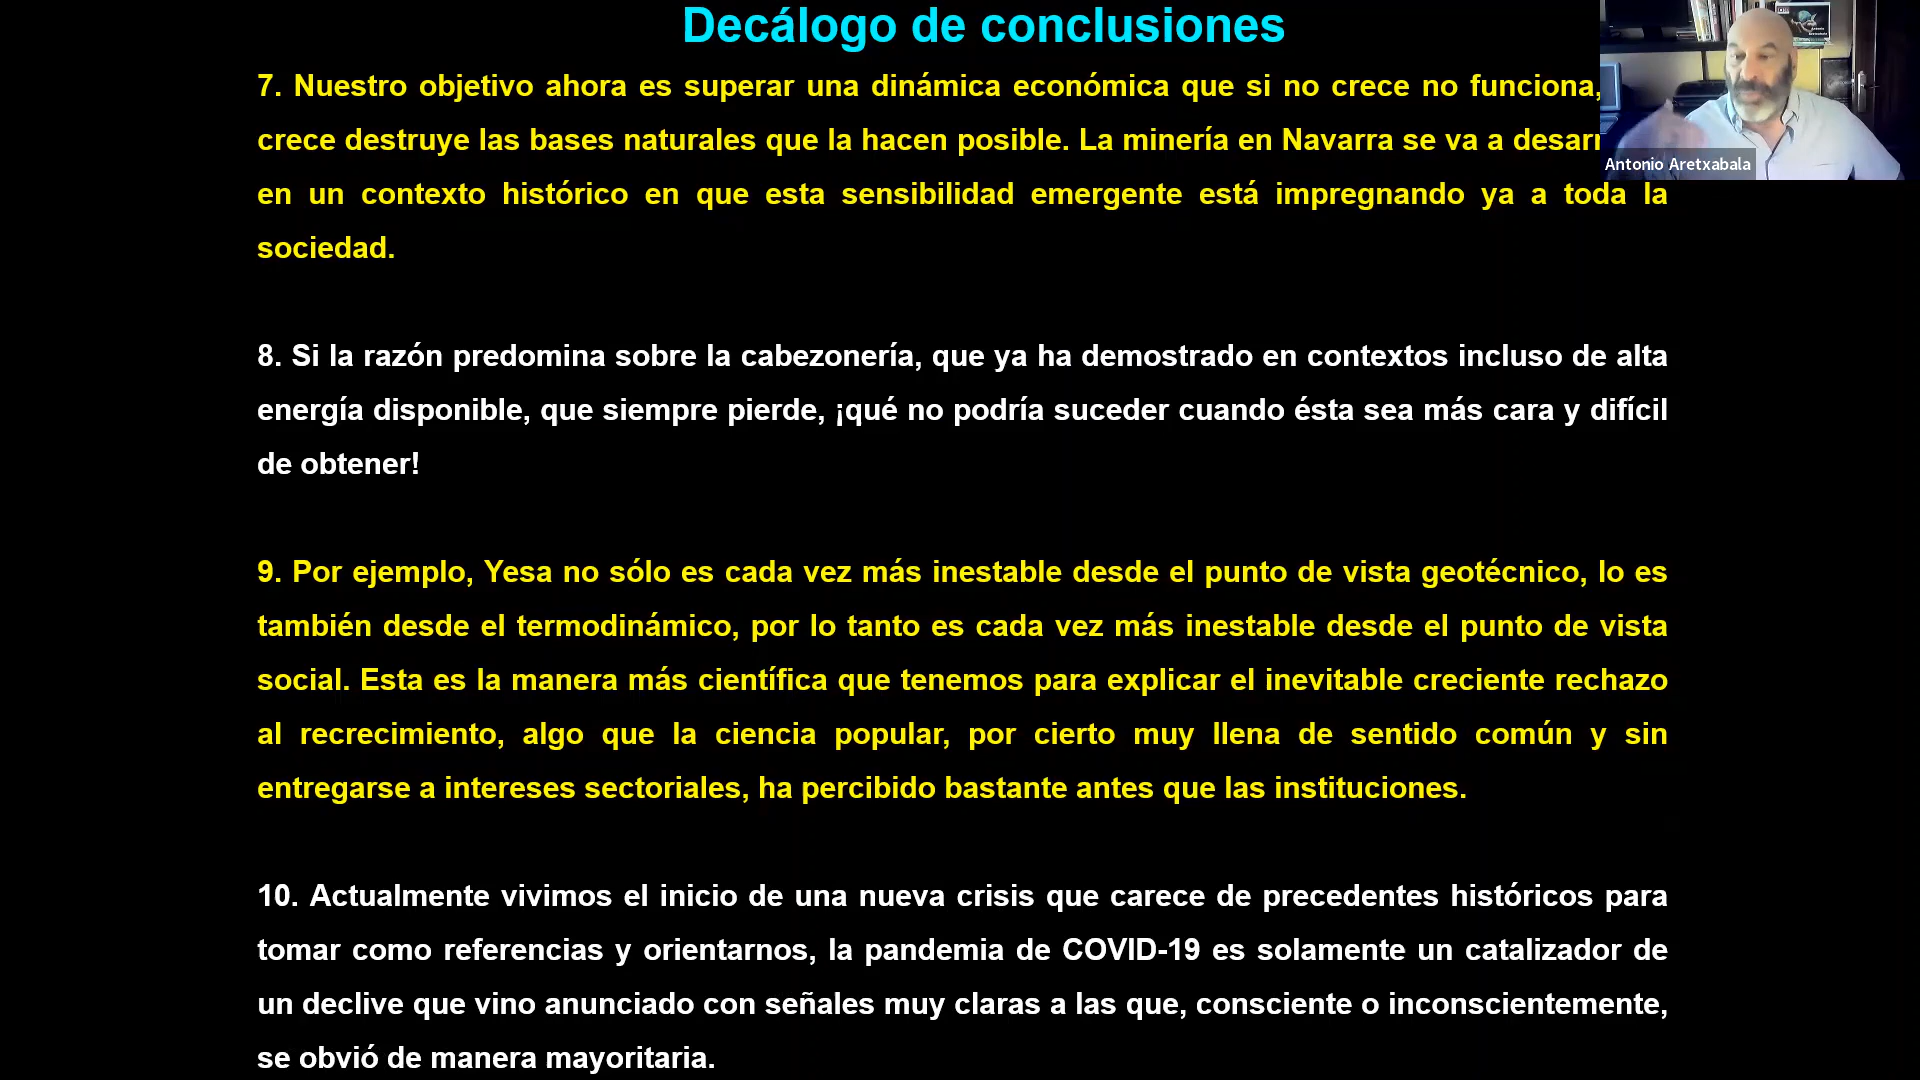 Decálogo de conclusiones
7. Nuestro objetivo ahora es superar una dinámica económica que si no crece no funciona,
crece destruye las bases naturales que la hacen posible. La minería en Navarra se va a
en un contexto histórico en que esta sensibilidad emergente está impregnando ya a toda la
sociedad.
8. Si la razón predomina sobre la cabezonería, que ya ha demostrado en contextos incluso de alta
energía disponible, que siempre pierde, ¡qué no podría suceder cuando ésta sea más cara y difícil
de obtener!
9. Por ejemplo, Yesa no sólo es cada vez más inestable desde el punto de vista geotécnico, lo es
también desde el termodinámico, por lo tanto es cada vez más inestable desde el punto de vista
social. Esta es la manera más científica que tenemos para explicar el inevitable creciente rechazo
al recrecimiento, algo que la ciencia popular, por cierto muy llena de sentido común y sin
entregarse a intereses sectoriales, ha percibido bastante antes que las instituciones.
10. Actualmente vivimos el inicio de una nueva crisis que carece de precedentes históricos para
tomar como referencias y orientarnos, la pandemia de COVID-19 es solamente un catalizador de
un declive que vino anunciado con señales muy claras a las que, consciente o inconscientemente,
se obvió de manera mayoritaria.
Antonio Aretxabala